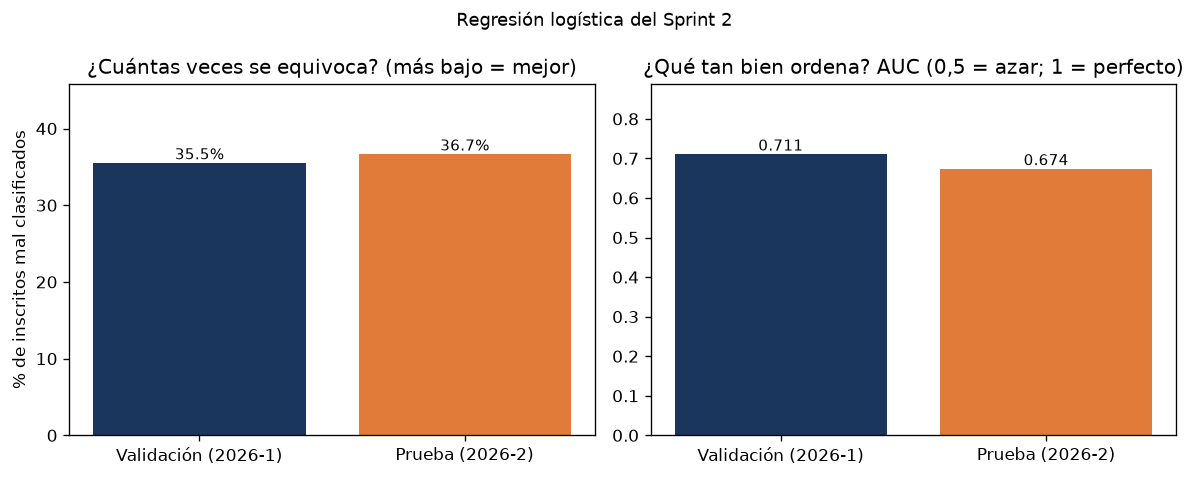 Regresión logística del Sprint 2
¿Cuántas veces se equivoca? (más bajo = mejor)
% de inscritos mal clasificados
40
30
20
10
0
35.5%
36.7%
Validación (2026-1)
Prueba (2026-2)
¿Qué tan bien ordena? AUC (0,5 = azar; 1 = perfecto)
0.8
0.7
0.6
0.5
0.4
0.3
0.2
0.1
0.0
0.711
0.674
Validación (2026-1)
Prueba (2026-2)